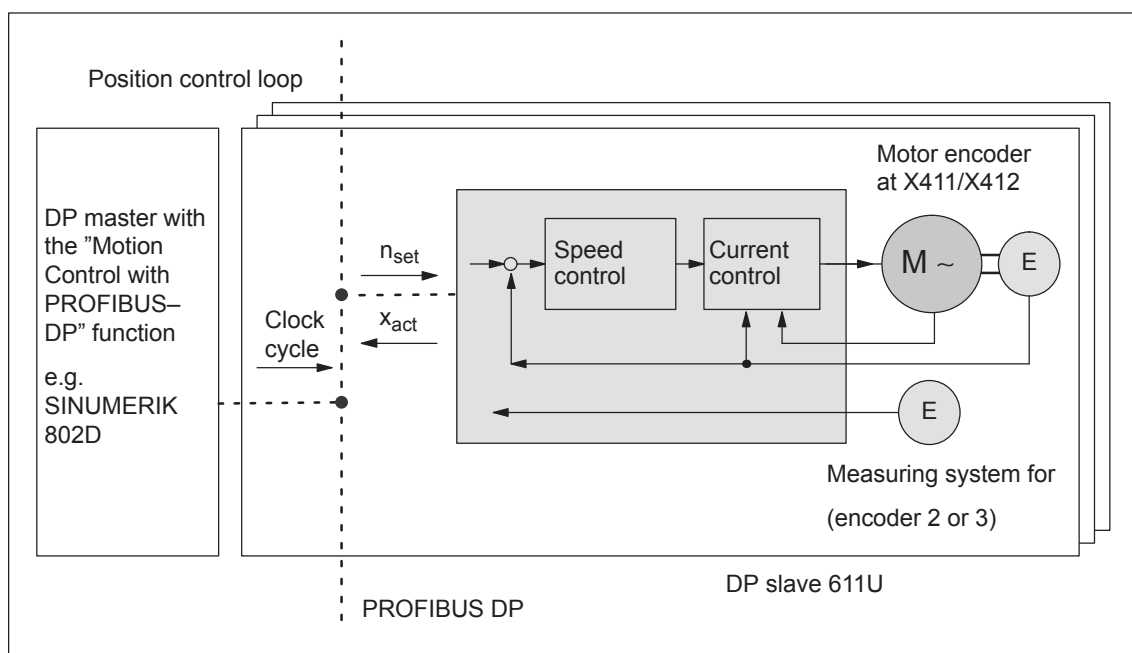 Position control loop
DP master with
the ”Motion
Control with
PROFIBUS–
DP” function
e.g.
SINUMERIK
802D
Clock
cycle
nset
xact
Speed
control
Current
control
Motor encoder
at X411/X412
M ~
E
E
Measuring system for
(encoder 2 or 3)
DP slave 611U
PROFIBUS DP